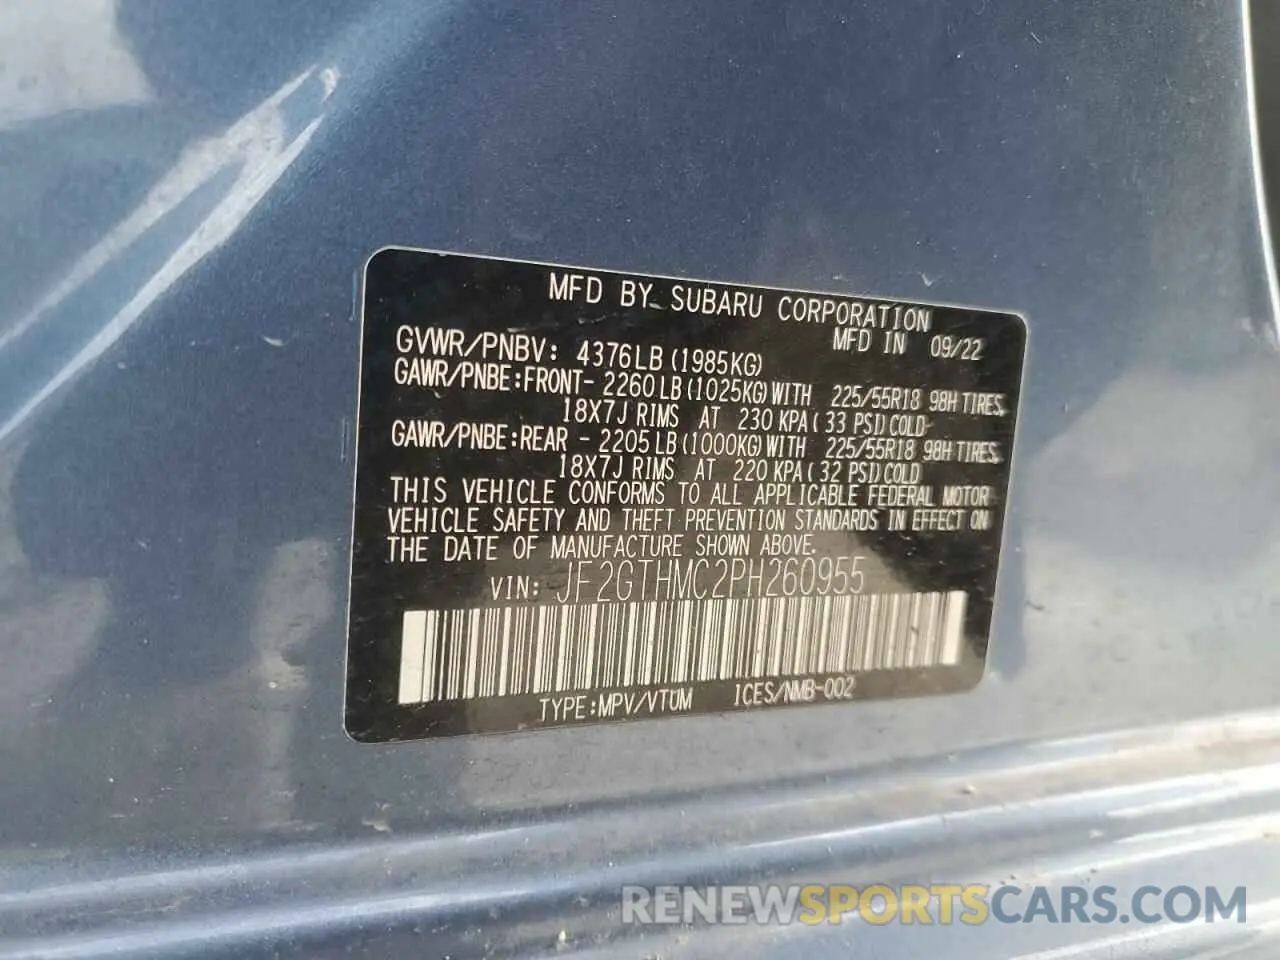 MFD BY SUBARU CORPORATION
MFD IN 09/22
GVWR/PNBV: 4376LB(1985KG)
GAWR/PNBE:FRONT- 2260LB(1025KG)WITH 225/55R18 98H TIRES,
18X7J RIMS AT 230 KPA(33 PSI)COLD
GAWR/PNBE:REAR - 2205LB(1000KG)WITH 225/55R18 98H TIRES,
18X7J RIMS AT 220 KPA(32 PSI)COLD
THIS VEHICLE CONFORMS TO ALL APPLICABLE FEDERAL MOTOR
VEHICLE SAFETY AND THEFT PREVENTION STANDARDS IN EFFECT ON
THE DATE OF MANUFACTURE SHOWN ABOVE.
VIN: JF2GTHMC2PH260955
TYPE:MPV/VTUM ICES/NMB-002
RENEWSPORTSCARS.COM